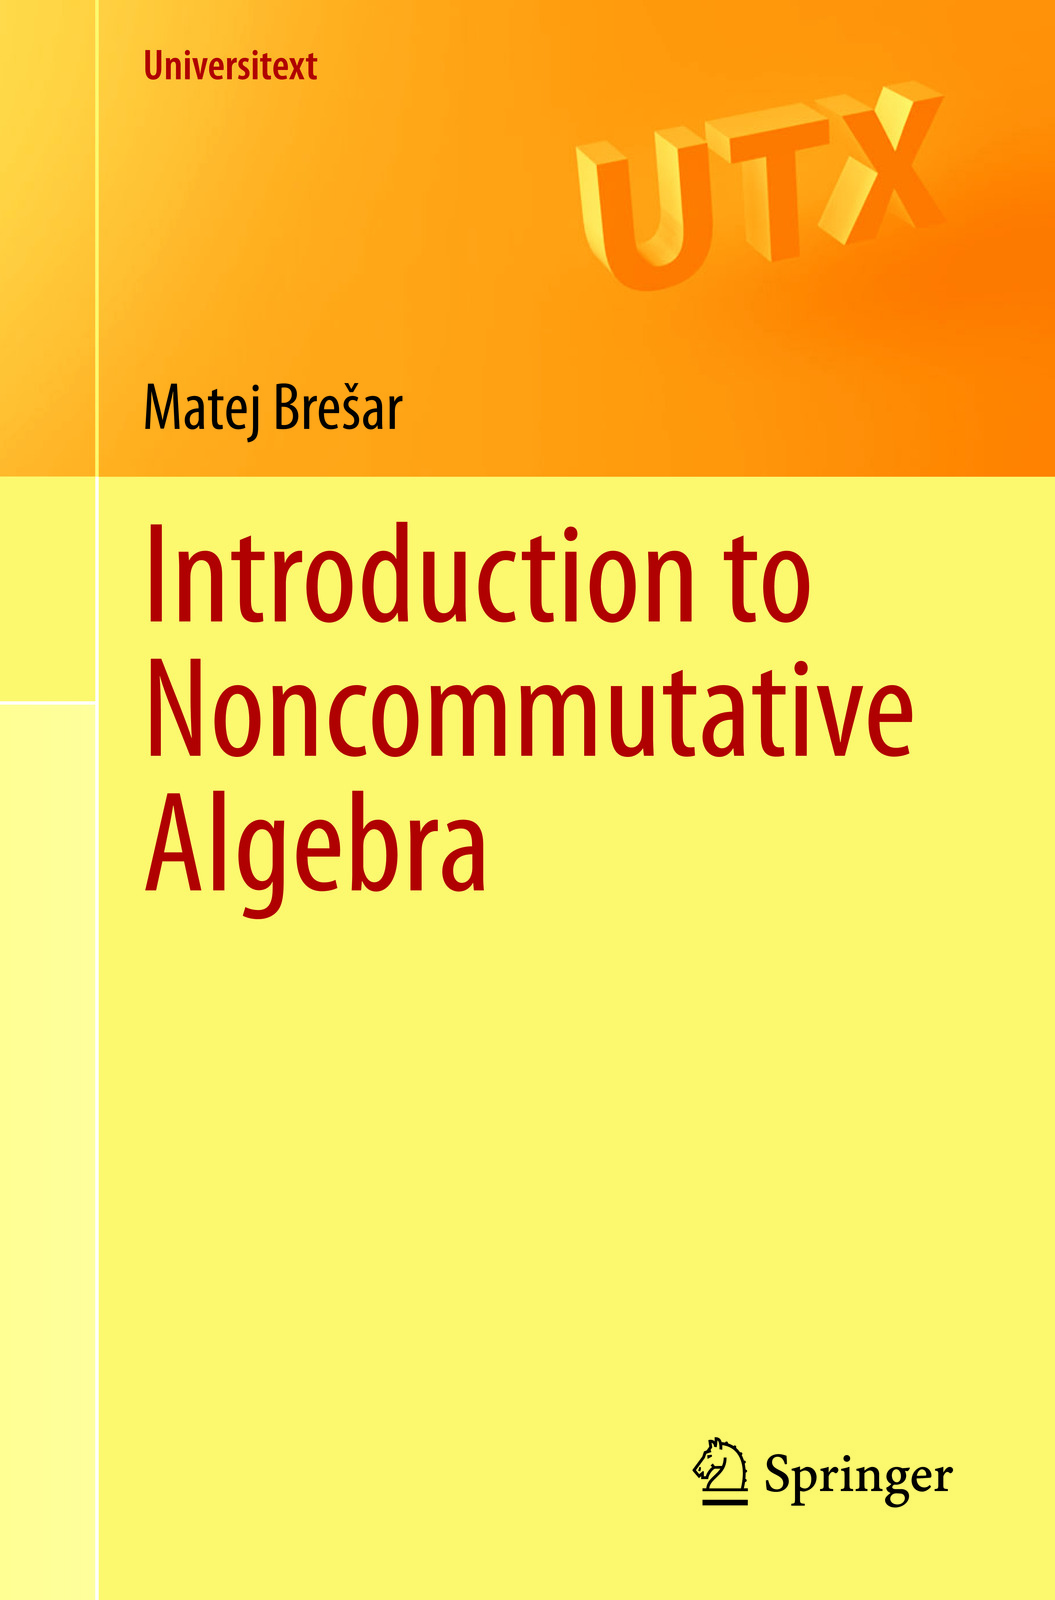 Universitext
UTX
Matej Brešar
Introduction to
Noncommutative
Algebra
Springer